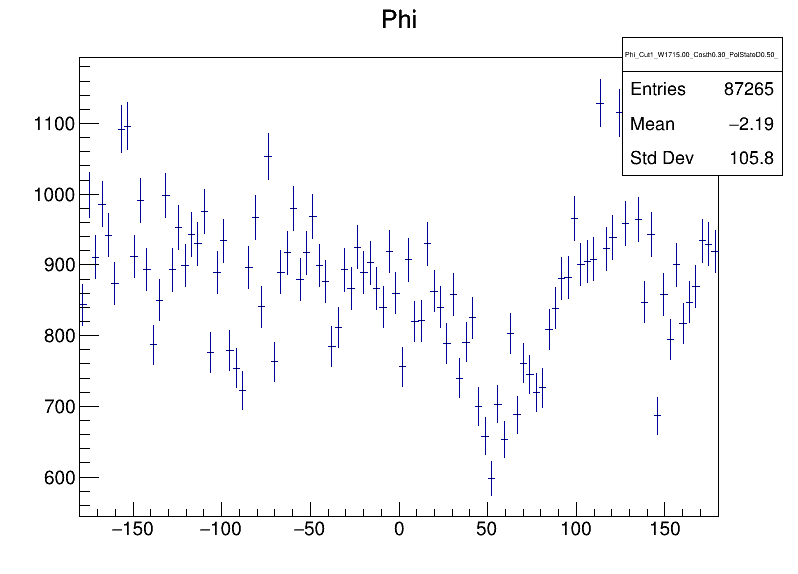 Phi
Phi_Cut1_W1715.00_Costh0.30_PolStateD0.50_
Entries 87265
Mean −2.19
Std Dev 105.8
1100
1000
900
800
700
600
−150 −100 −50 0 50 100 150